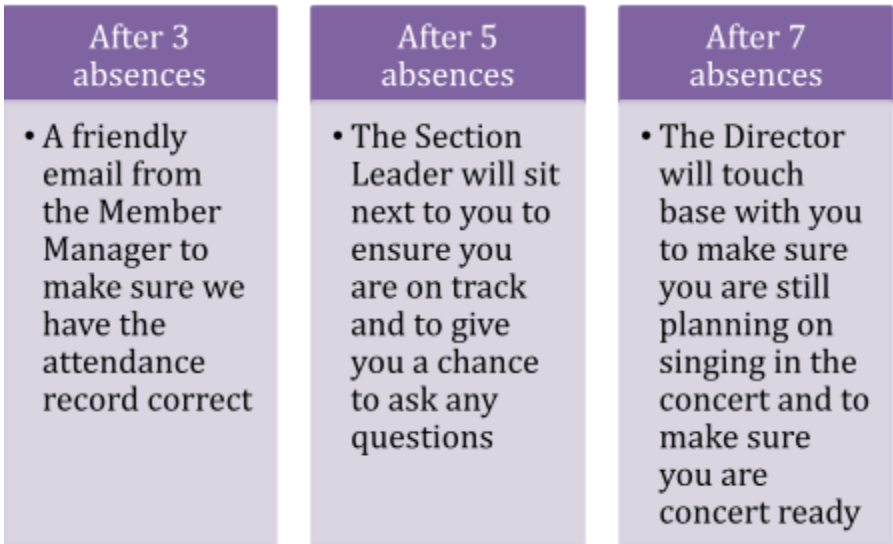 After 3
absences
• A friendly
email from
the Member
Manager to
make sure we
have the
attendance
record correct
After 5
absences
• The Section
Leader will sit
next to you to
ensure you
are on track
and to give
you a chance
to ask any
questions
After 7
absences
• The Director
will touch
base with you
to make sure
you are still
planning on
singing in the
concert and to
make sure
you are
concert ready